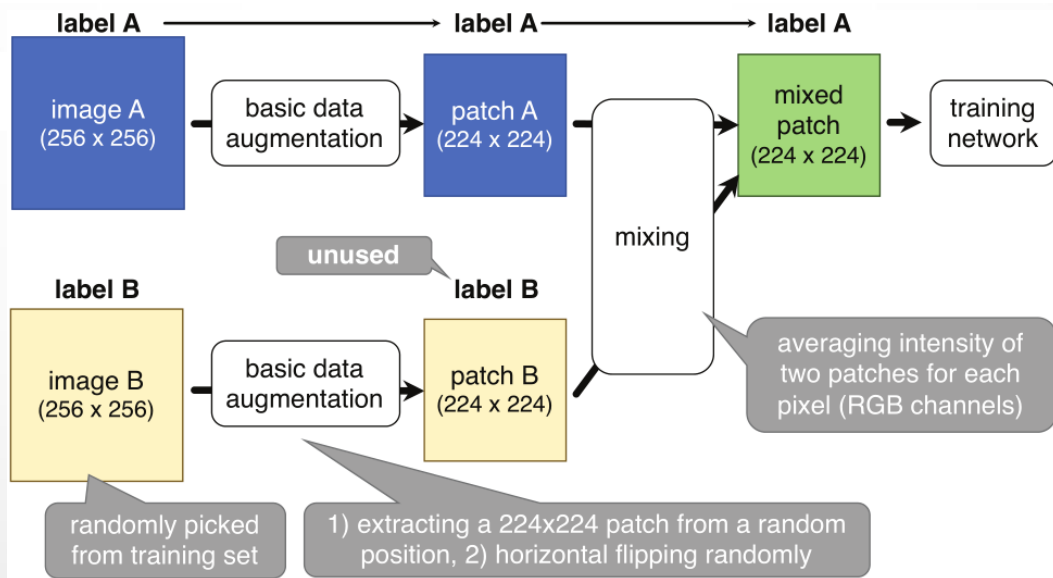 label A
label A
label A
image A
(256 x 256)
basic data
augmentation
patch A
(224 x 224)
mixed
patch
(224 x 224)
training
network
mixing
unused
label B
label B
image B
(256 x 256)
basic data
augmentation
patch B
(224 x 224)
averaging intensity of
two patches for each
pixel (RGB channels)
randomly picked
from training set
1) extracting a 224x224 patch from a random
position, 2) horizontal flipping randomly